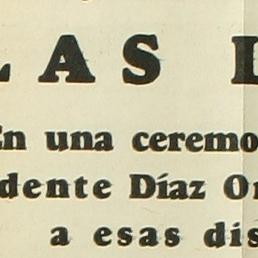 LAS
En una ceremo
dente Díaz Or
a esas dis